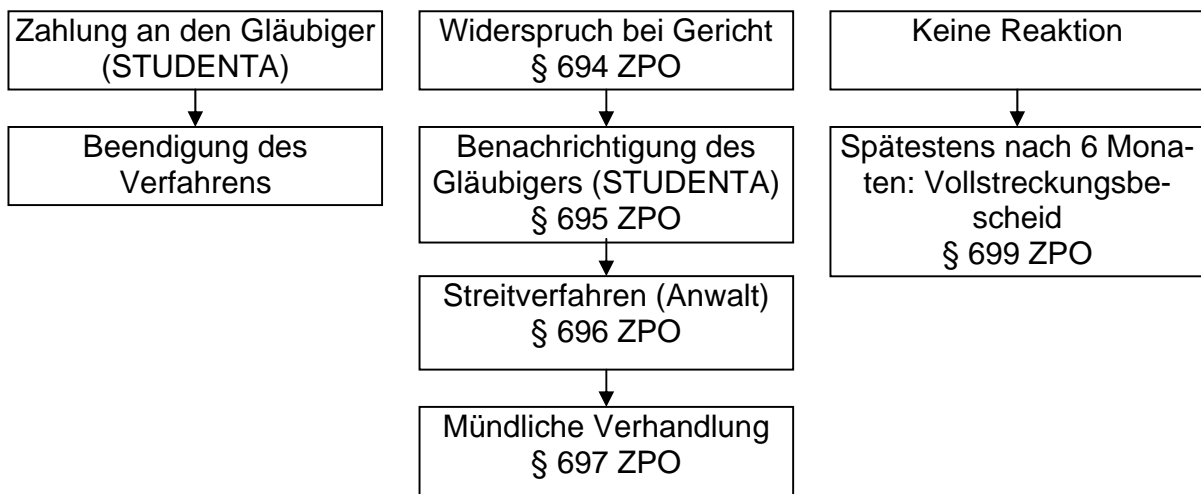 Zahlung an den Gläubiger
(STUDENTA)
Beendigung des
Verfahrens
Widerspruch bei Gericht
§ 694 ZPO
Benachrichtigung des
Gläubigers (STUDENTA)
§ 695 ZPO
Streitverfahren (Anwalt)
§ 696 ZPO
Mündliche Verhandlung
§ 697 ZPO
Keine Reaktion
Spätestens nach 6 Mona-
ten: Vollstreckungsbe-
scheid
§ 699 ZPO